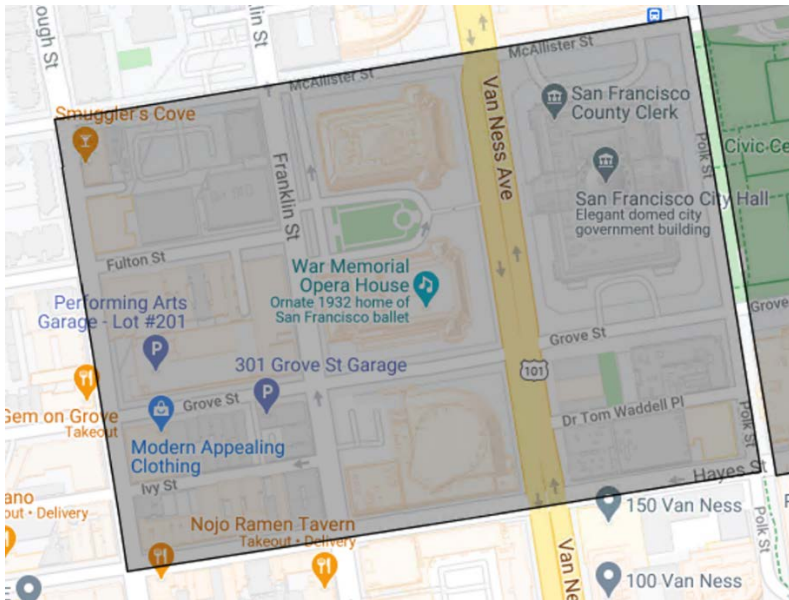 ough St
lin St
McAllister St
McAllister St
Smuggler's Cove
Franklin St
Van Ness Ave
San Francisco
County Clerk
Polk St
Civic Ce
San Francisco City Hall
Elegant domed city
government building
Fulton St
War Memorial
Opera House
Ornate 1932 home of
San Francisco ballet
Performing Arts
Garage - Lot #201
P
Grove
Grove St
301 Grove St Garage
P
101
Gem on Grove
Takeout
Grove St
Dr Tom Waddell Pl
Polk St
Modern Appealing
Clothing
Ivy St
Hayes St
ano
out • Delivery
Nojo Ramen Tavern
Takeout • Delivery
150 Van Ness
Polk St
Van Ne
100 Van Ness